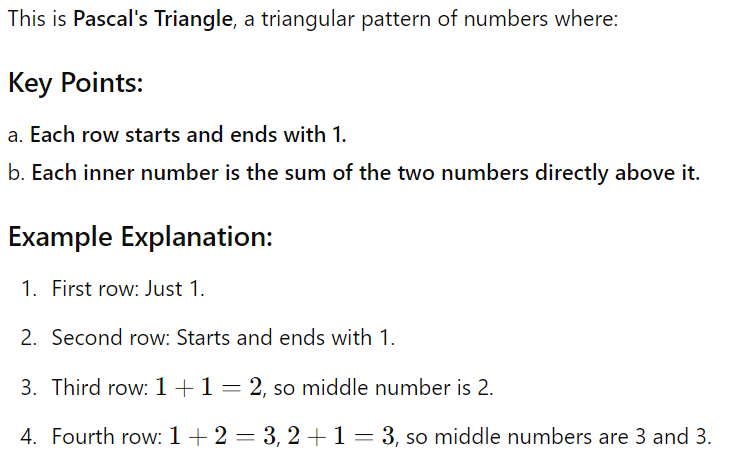 This is Pascal's Triangle, a triangular pattern of numbers where:
Key Points:
a. Each row starts and ends with 1.
b. Each inner number is the sum of the two numbers directly above it.
Example Explanation:
1. First row: Just 1.
2. Second row: Starts and ends with 1.
3. Third row: 1 + 1 = 2, so middle number is 2.
4. Fourth row: 1 + 2 = 3, 2 + 1 = 3, so middle numbers are 3 and 3.